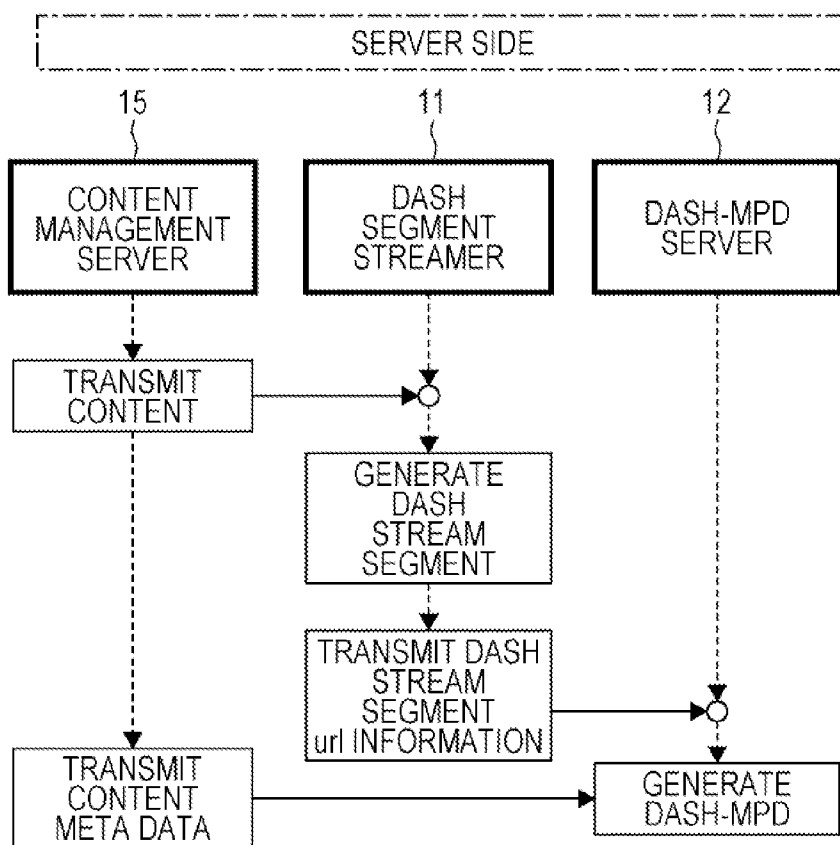 SERVER SIDE
15
11
12
CONTENT
MANAGEMENT
SERVER
DASH
SEGMENT
STREAMER
DASH-MPD
SERVER
TRANSMIT
CONTENT
GENERATE
DASH
STREAM
SEGMENT
TRANSMIT DASH
STREAM
SEGMENT
url INFORMATION
TRANSMIT
CONTENT
META DATA
GENERATE
DASH-MPD